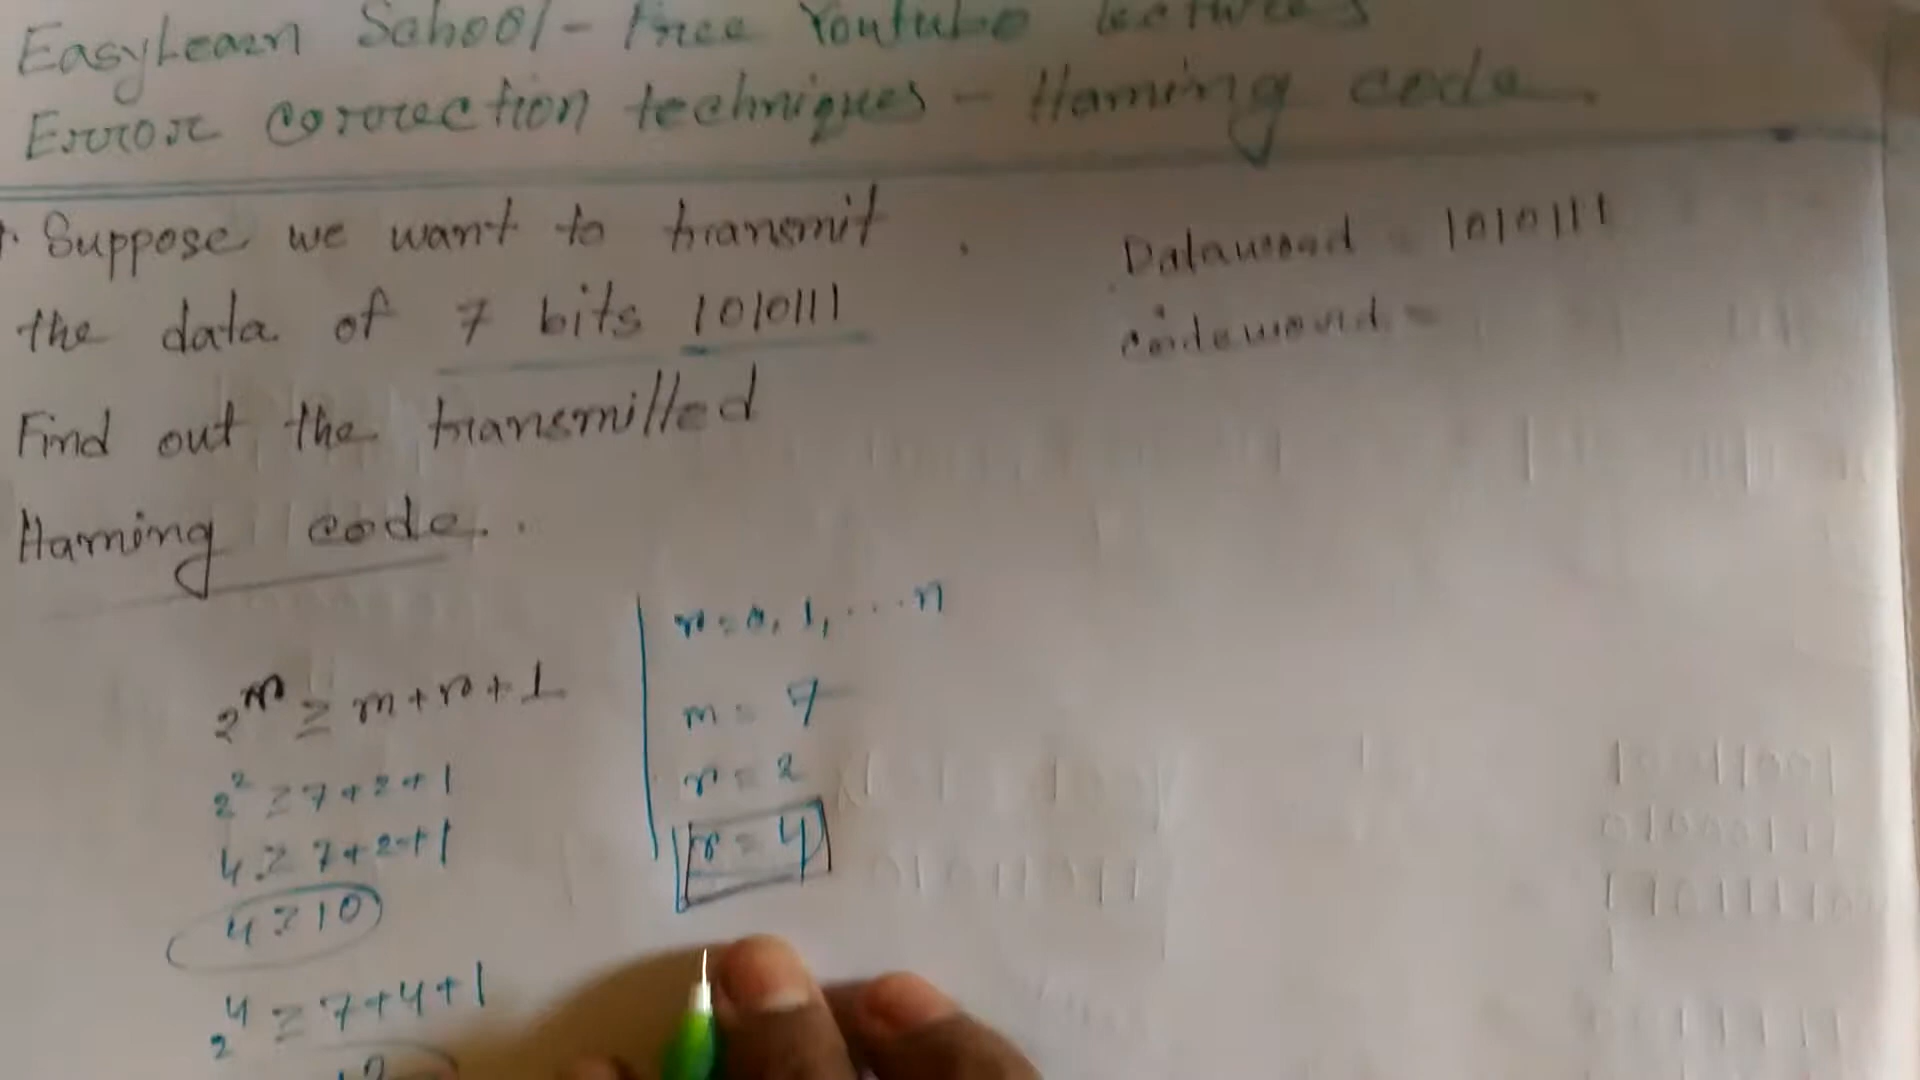 EasyLearn School - Free Youtube lectures
Error correction techniques - Haming code.
Suppose we want to transmit
the data of 7 bits 1010111
Find out the transmitted
Haming code.
Dataword = 1010111
codeword =
2^r ≥ m+r+1
2^2 ≥ 7+2+1
4 ≥ 7+2+1
4 ≥ 10
2^4 ≥ 7+4+1
r = 0, 1, ... n
m = 7
r = 2
r = 4